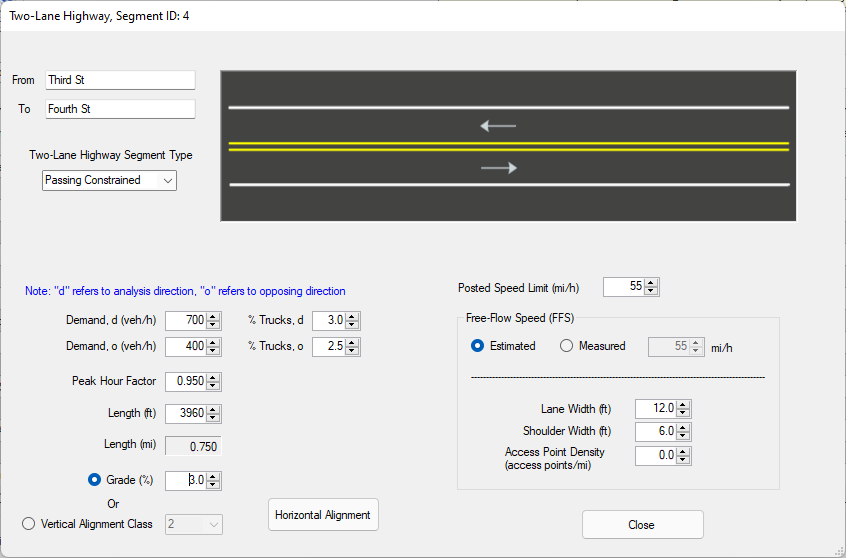 Two-Lane Highway, Segment ID: 4
From Third St
To Fourth St
Two-Lane Highway Segment Type
Passing Constrained
Note: "d" refers to analysis direction, "o" refers to opposing direction
Posted Speed Limit (mi/h) 55
Demand, d (veh/h) 700 % Trucks, d 3.0
Demand, o (veh/h) 400 % Trucks, o 2.5
Free-Flow Speed (FFS)
Estimated Measured 55 mi/h
Peak Hour Factor 0.950
Length (ft) 3960
Length (mi) 0.750
Lane Width (ft) 12.0
Shoulder Width (ft) 6.0
Access Point Density 0.0
(access points/mi)
Grade (%) 3.0
Or
Vertical Alignment Class 2
Horizontal Alignment
Close